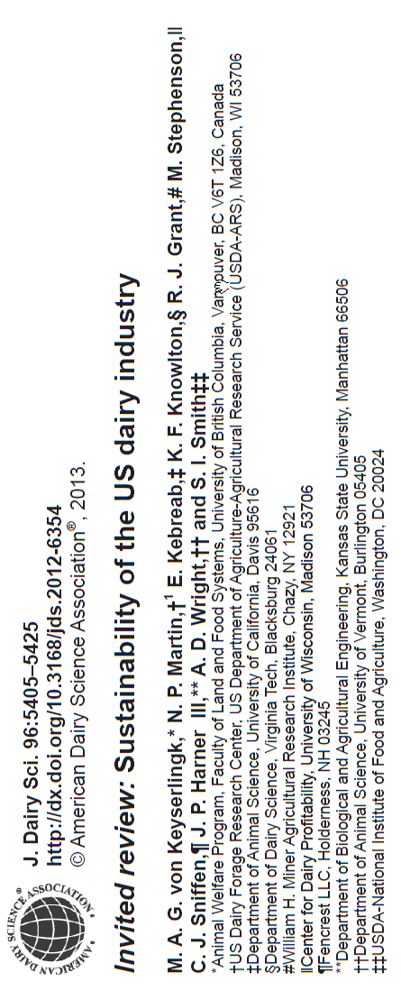 AMERICAN DAIRY SCIENCE ASSOCIATION®
J. Dairy Sci. 96:5405–5425
http://dx.doi.org/10.3168/jds.2012-6354
© American Dairy Science Association®, 2013.
Invited review: Sustainability of the US dairy industry
M. A. G. von Keyserlingk,* N. P. Martin,†¹ E. Kebreab,‡ K. F. Knowlton,§ R. J. Grant,# M. Stephenson,ǁ
C. J. Sniffen,¶ J. P. Harner III,** A. D. Wright,†† and S. I. Smith‡‡
*Animal Welfare Program, Faculty of Land and Food Systems, University of British Columbia, Vancouver, BC V6T 1Z6, Canada
†US Dairy Forage Research Center, US Department of Agriculture-Agricultural Research Service (USDA-ARS), Madison, WI 53706
‡Department of Animal Science, University of California, Davis 95616
§Department of Dairy Science, Virginia Tech, Blacksburg 24061
#William H. Miner Agricultural Research Institute, Chazy, NY 12921
ǁCenter for Dairy Profitability, University of Wisconsin, Madison 53706
¶Fencrest LLC, Holderness, NH 03245
**Department of Biological and Agricultural Engineering, Kansas State University, Manhattan 66506
††Department of Animal Science, University of Vermont, Burlington 05405
‡‡USDA-National Institute of Food and Agriculture, Washington, DC 20024